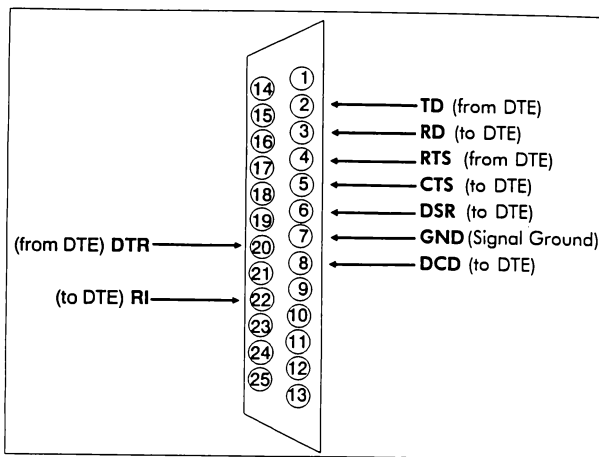 1
14
2
TD (from DTE)
15
3
RD (to DTE)
16
4
RTS (from DTE)
17
5
CTS (to DTE)
18
6
DSR (to DTE)
19
7
GND (Signal Ground)
(from DTE) DTR
20
8
DCD (to DTE)
21
9
(to DTE) RI
22
10
23
11
24
12
25
13